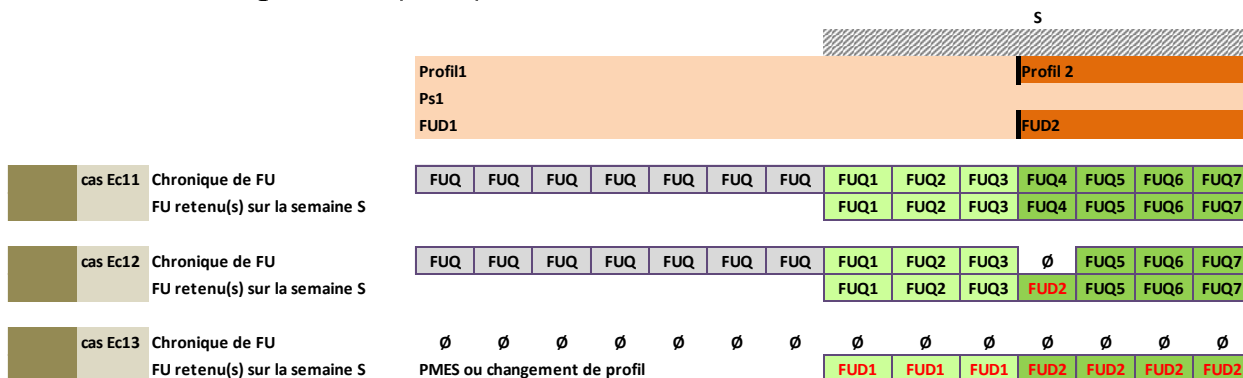 S
Profil1 Profil 2
Ps1
FUD1 FUD2
cas Ec11 Chronique de FU FUQ FUQ FUQ FUQ FUQ FUQ FUQ FUQ1 FUQ2 FUQ3 FUQ4 FUQ5 FUQ6 FUQ7
FU retenu(s) sur la semaine S FUQ1 FUQ2 FUQ3 FUQ4 FUQ5 FUQ6 FUQ7
cas Ec12 Chronique de FU FUQ FUQ FUQ FUQ FUQ FUQ FUQ FUQ1 FUQ2 FUQ3 Ø FUQ5 FUQ6 FUQ7
FU retenu(s) sur la semaine S FUQ1 FUQ2 FUQ3 FUD2 FUQ5 FUQ6 FUQ7
cas Ec13 Chronique de FU Ø Ø Ø Ø Ø Ø Ø Ø Ø Ø Ø Ø Ø Ø
FU retenu(s) sur la semaine S PMES ou changement de profil FUD1 FUD1 FUD1 FUD2 FUD2 FUD2 FUD2